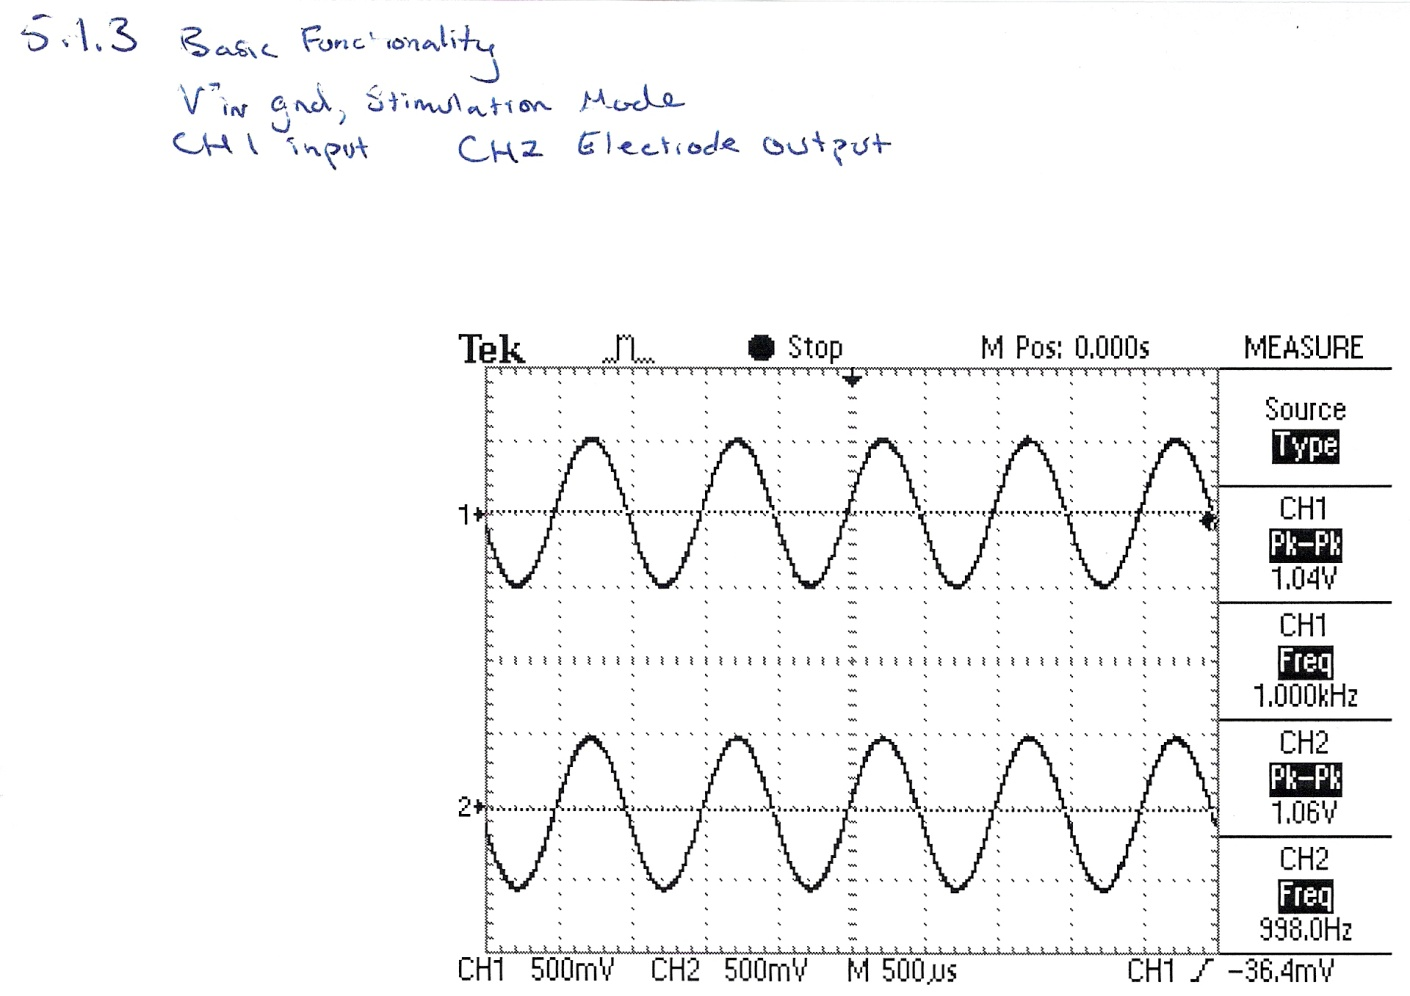 5.1.3 Basic Functionality
V⁻in gnd, Stimulation Mode
CH1 input CH2 Electrode output
Tek Stop M Pos: 0.000s MEASURE
Source
Type
1
CH1
Pk-Pk
1.04V
CH1
Freq
1.000kHz
2
CH2
Pk-Pk
1.06V
CH2
Freq
998.0Hz
CH1 500mV CH2 500mV M 500µs CH1 -36.4mV